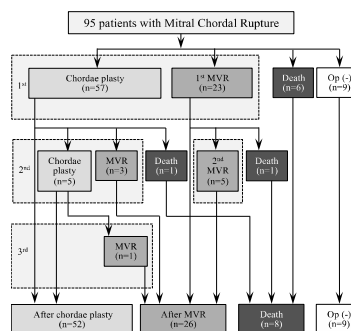 95 patients with Mitral Chordal Rupture
1st
Chordae plasty
(n=57)
1st MVR
(n=23)
Death
(n=6)
Op (-)
(n=9)
2nd
Chordae
plasty
(n=5)
MVR
(n=3)
Death
(n=1)
2nd
MVR
(n=5)
Death
(n=1)
3rd
MVR
(n=1)
After chordae plasty
(n=52)
After MVR
(n=26)
Death
(n=8)
Op (-)
(n=9)